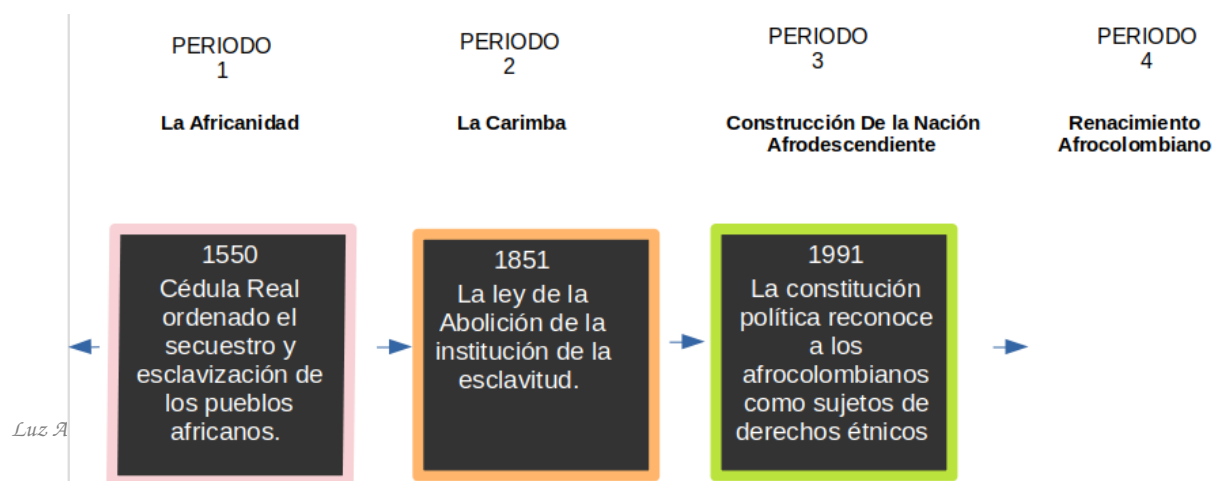 PERIODO
1
La Africanidad
PERIODO
2
La Carimba
PERIODO
3
Construcción De la Nación
Afrodescendiente
PERIODO
4
Renacimiento
Afrocolombiano
1550
Cédula Real
ordenado el
secuestro y
esclavización de
los pueblos
africanos.
1851
La ley de la
Abolición de la
institución de la
esclavitud.
1991
La constitución
política reconoce
a los
afrocolombianos
como sujetos de
derechos étnicos
Luz A